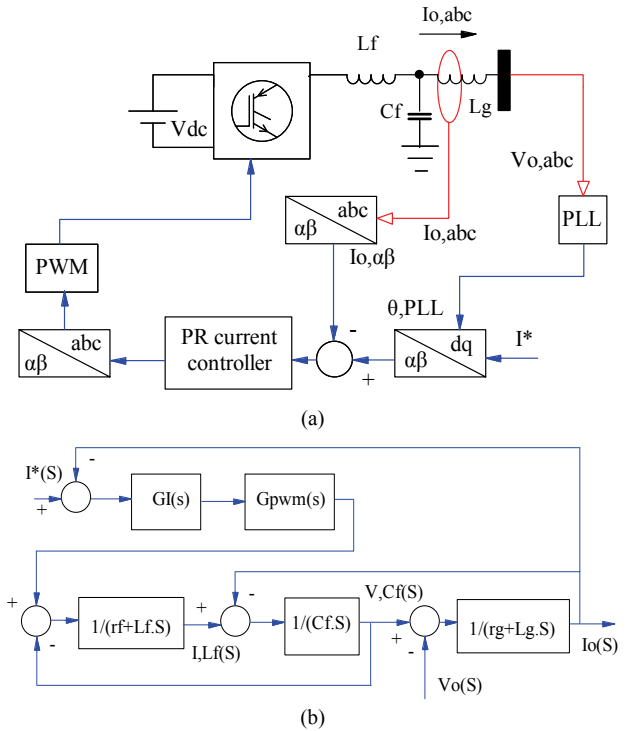 Io,abc
Lf
Cf
Lg
Vdc
Vo,abc
abc
αβ
Io,abc
PLL
Io,αβ
PWM
θ,PLL
abc
αβ
PR current
controller
-
+
dq
αβ
I*
(a)
-
I*(S)
+
GI(s)
Gpwm(s)
+
-
1/(rf+Lf.S)
+
I,Lf(S)
-
1/(Cf.S)
V,Cf(S)
+
-
1/(rg+Lg.S)
Io(S)
Vo(S)
(b)